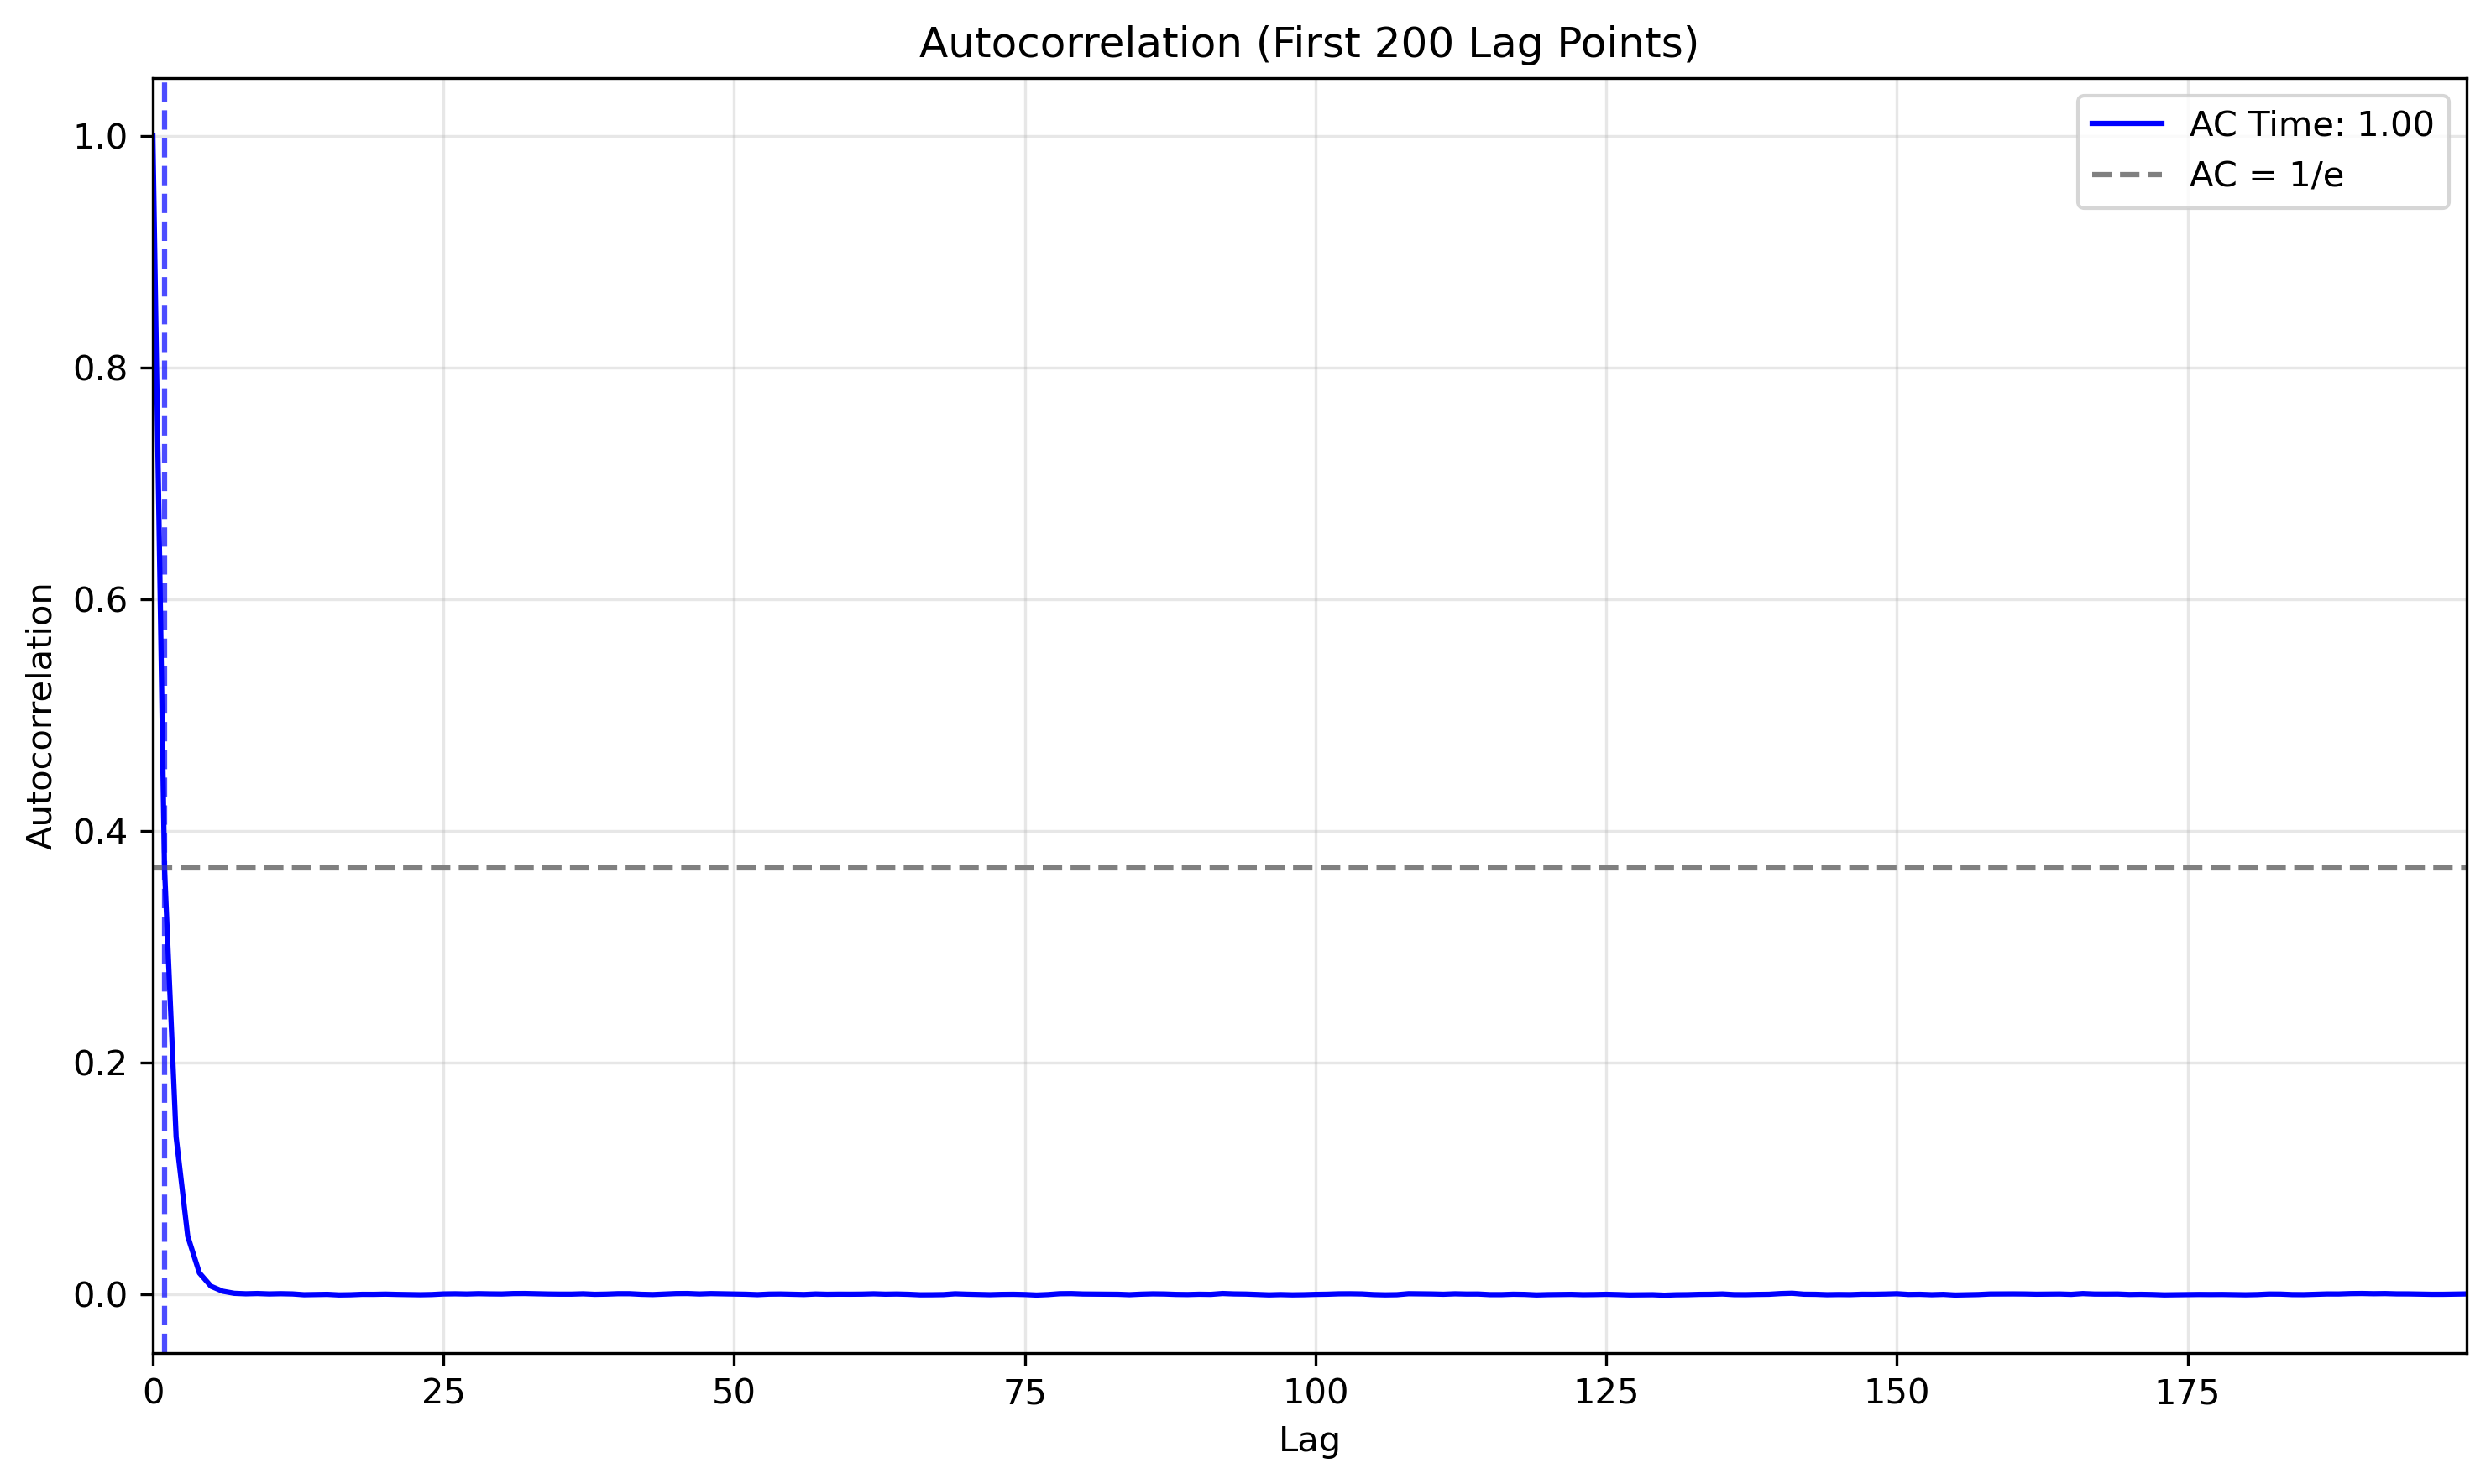 Autocorrelation (First 200 Lag Points)
AC Time: 1.00
AC = 1/e
Autocorrelation
1.0
0.8
0.6
0.4
0.2
0.0
0 25 50 75 100 125 150 175
Lag